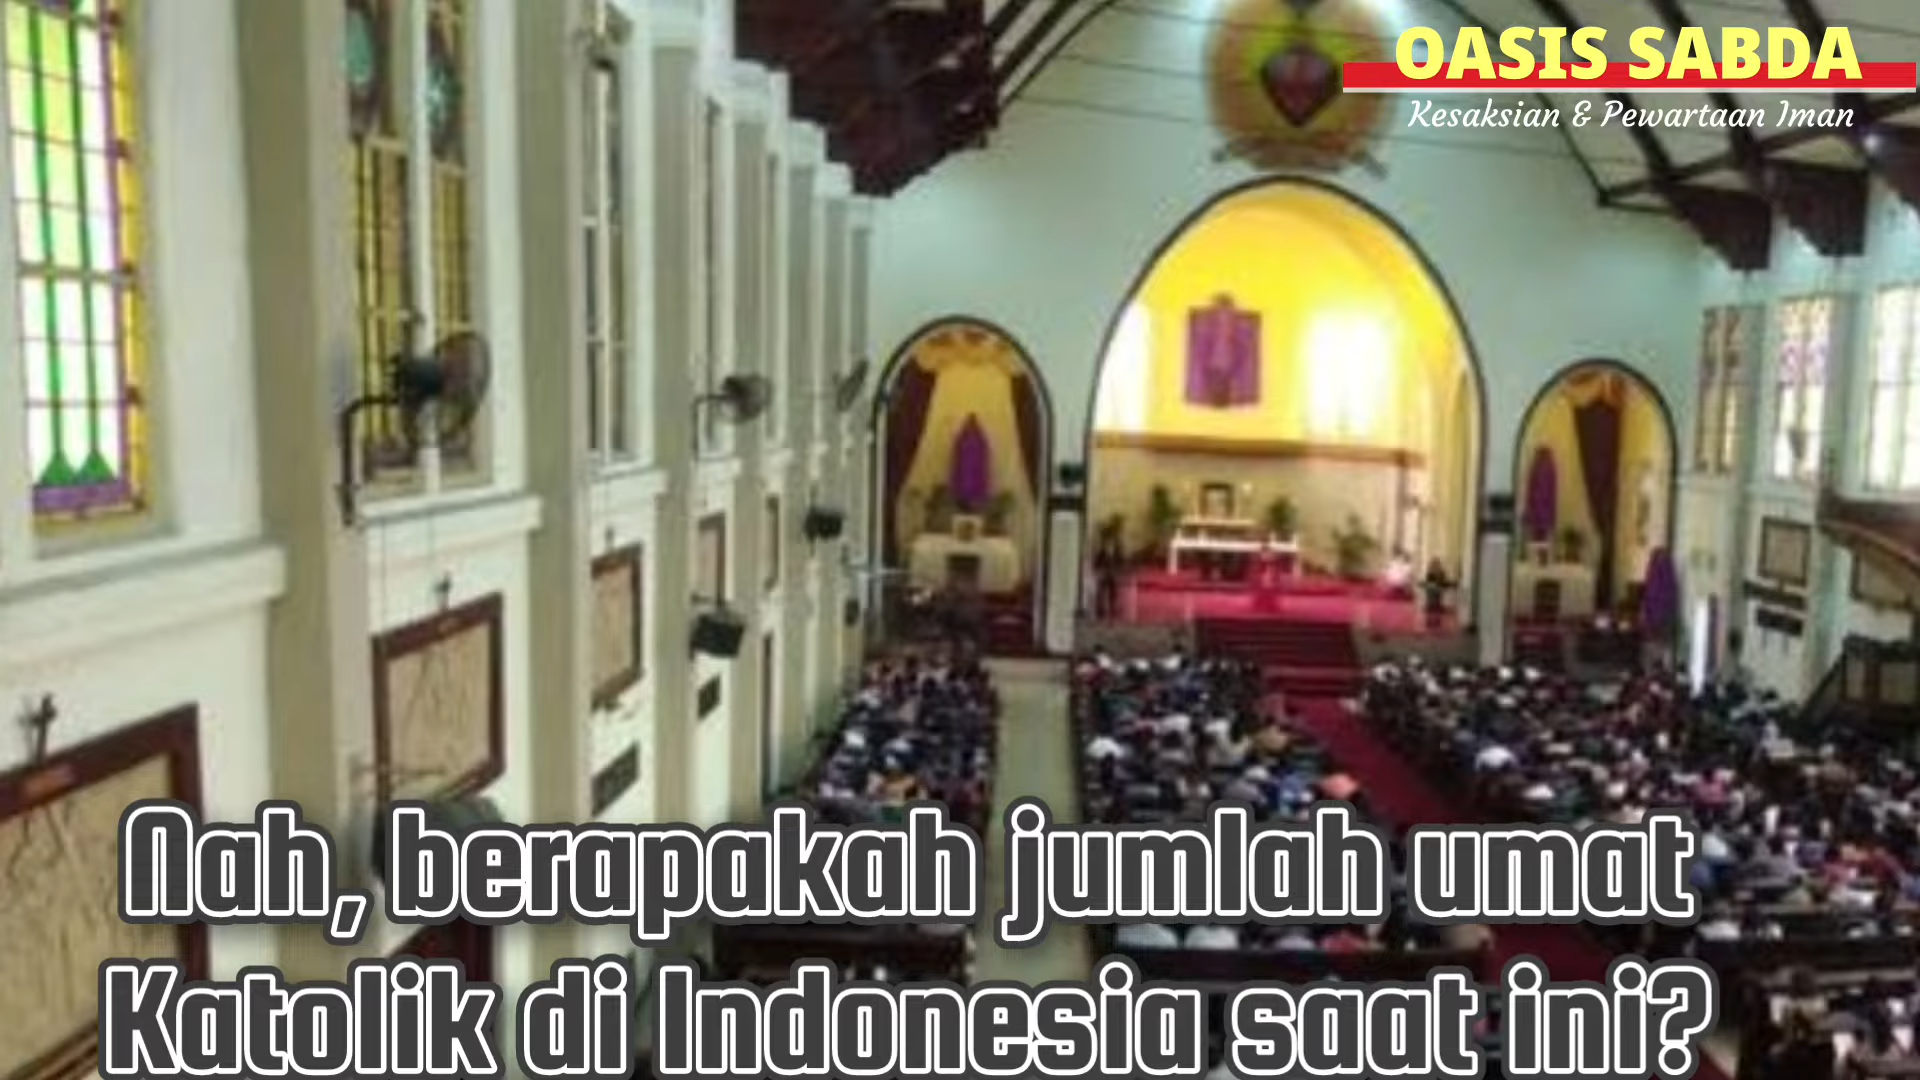 OASIS SABDA
Kesaksian & Pewartaan Iman
Nah, berapakah jumlah umat
Katolik di Indonesia saat ini?